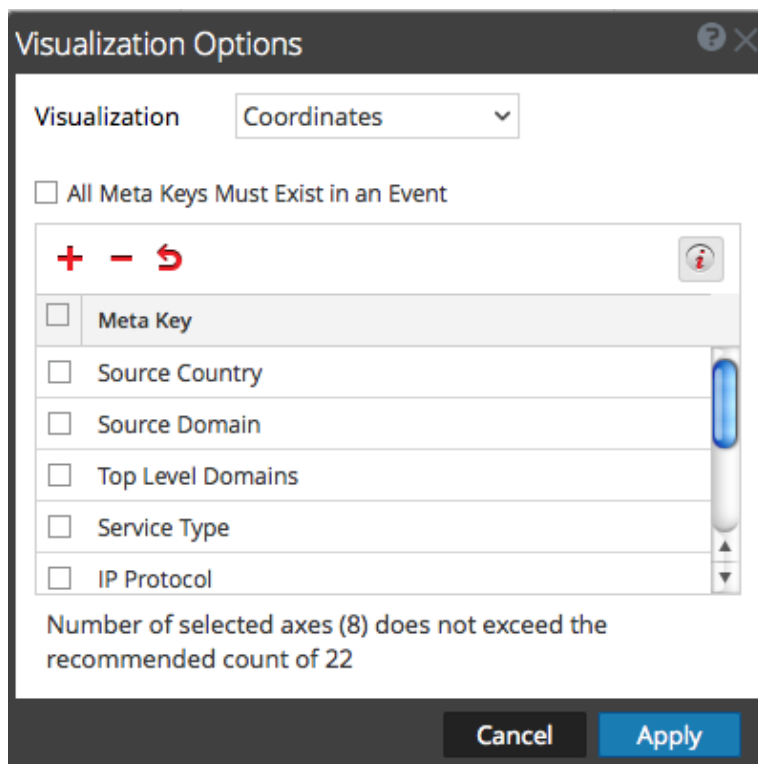 Visualization Options
Visualization Coordinates
All Meta Keys Must Exist in an Event
Meta Key
Source Country
Source Domain
Top Level Domains
Service Type
IP Protocol
Number of selected axes (8) does not exceed the
recommended count of 22
Cancel Apply